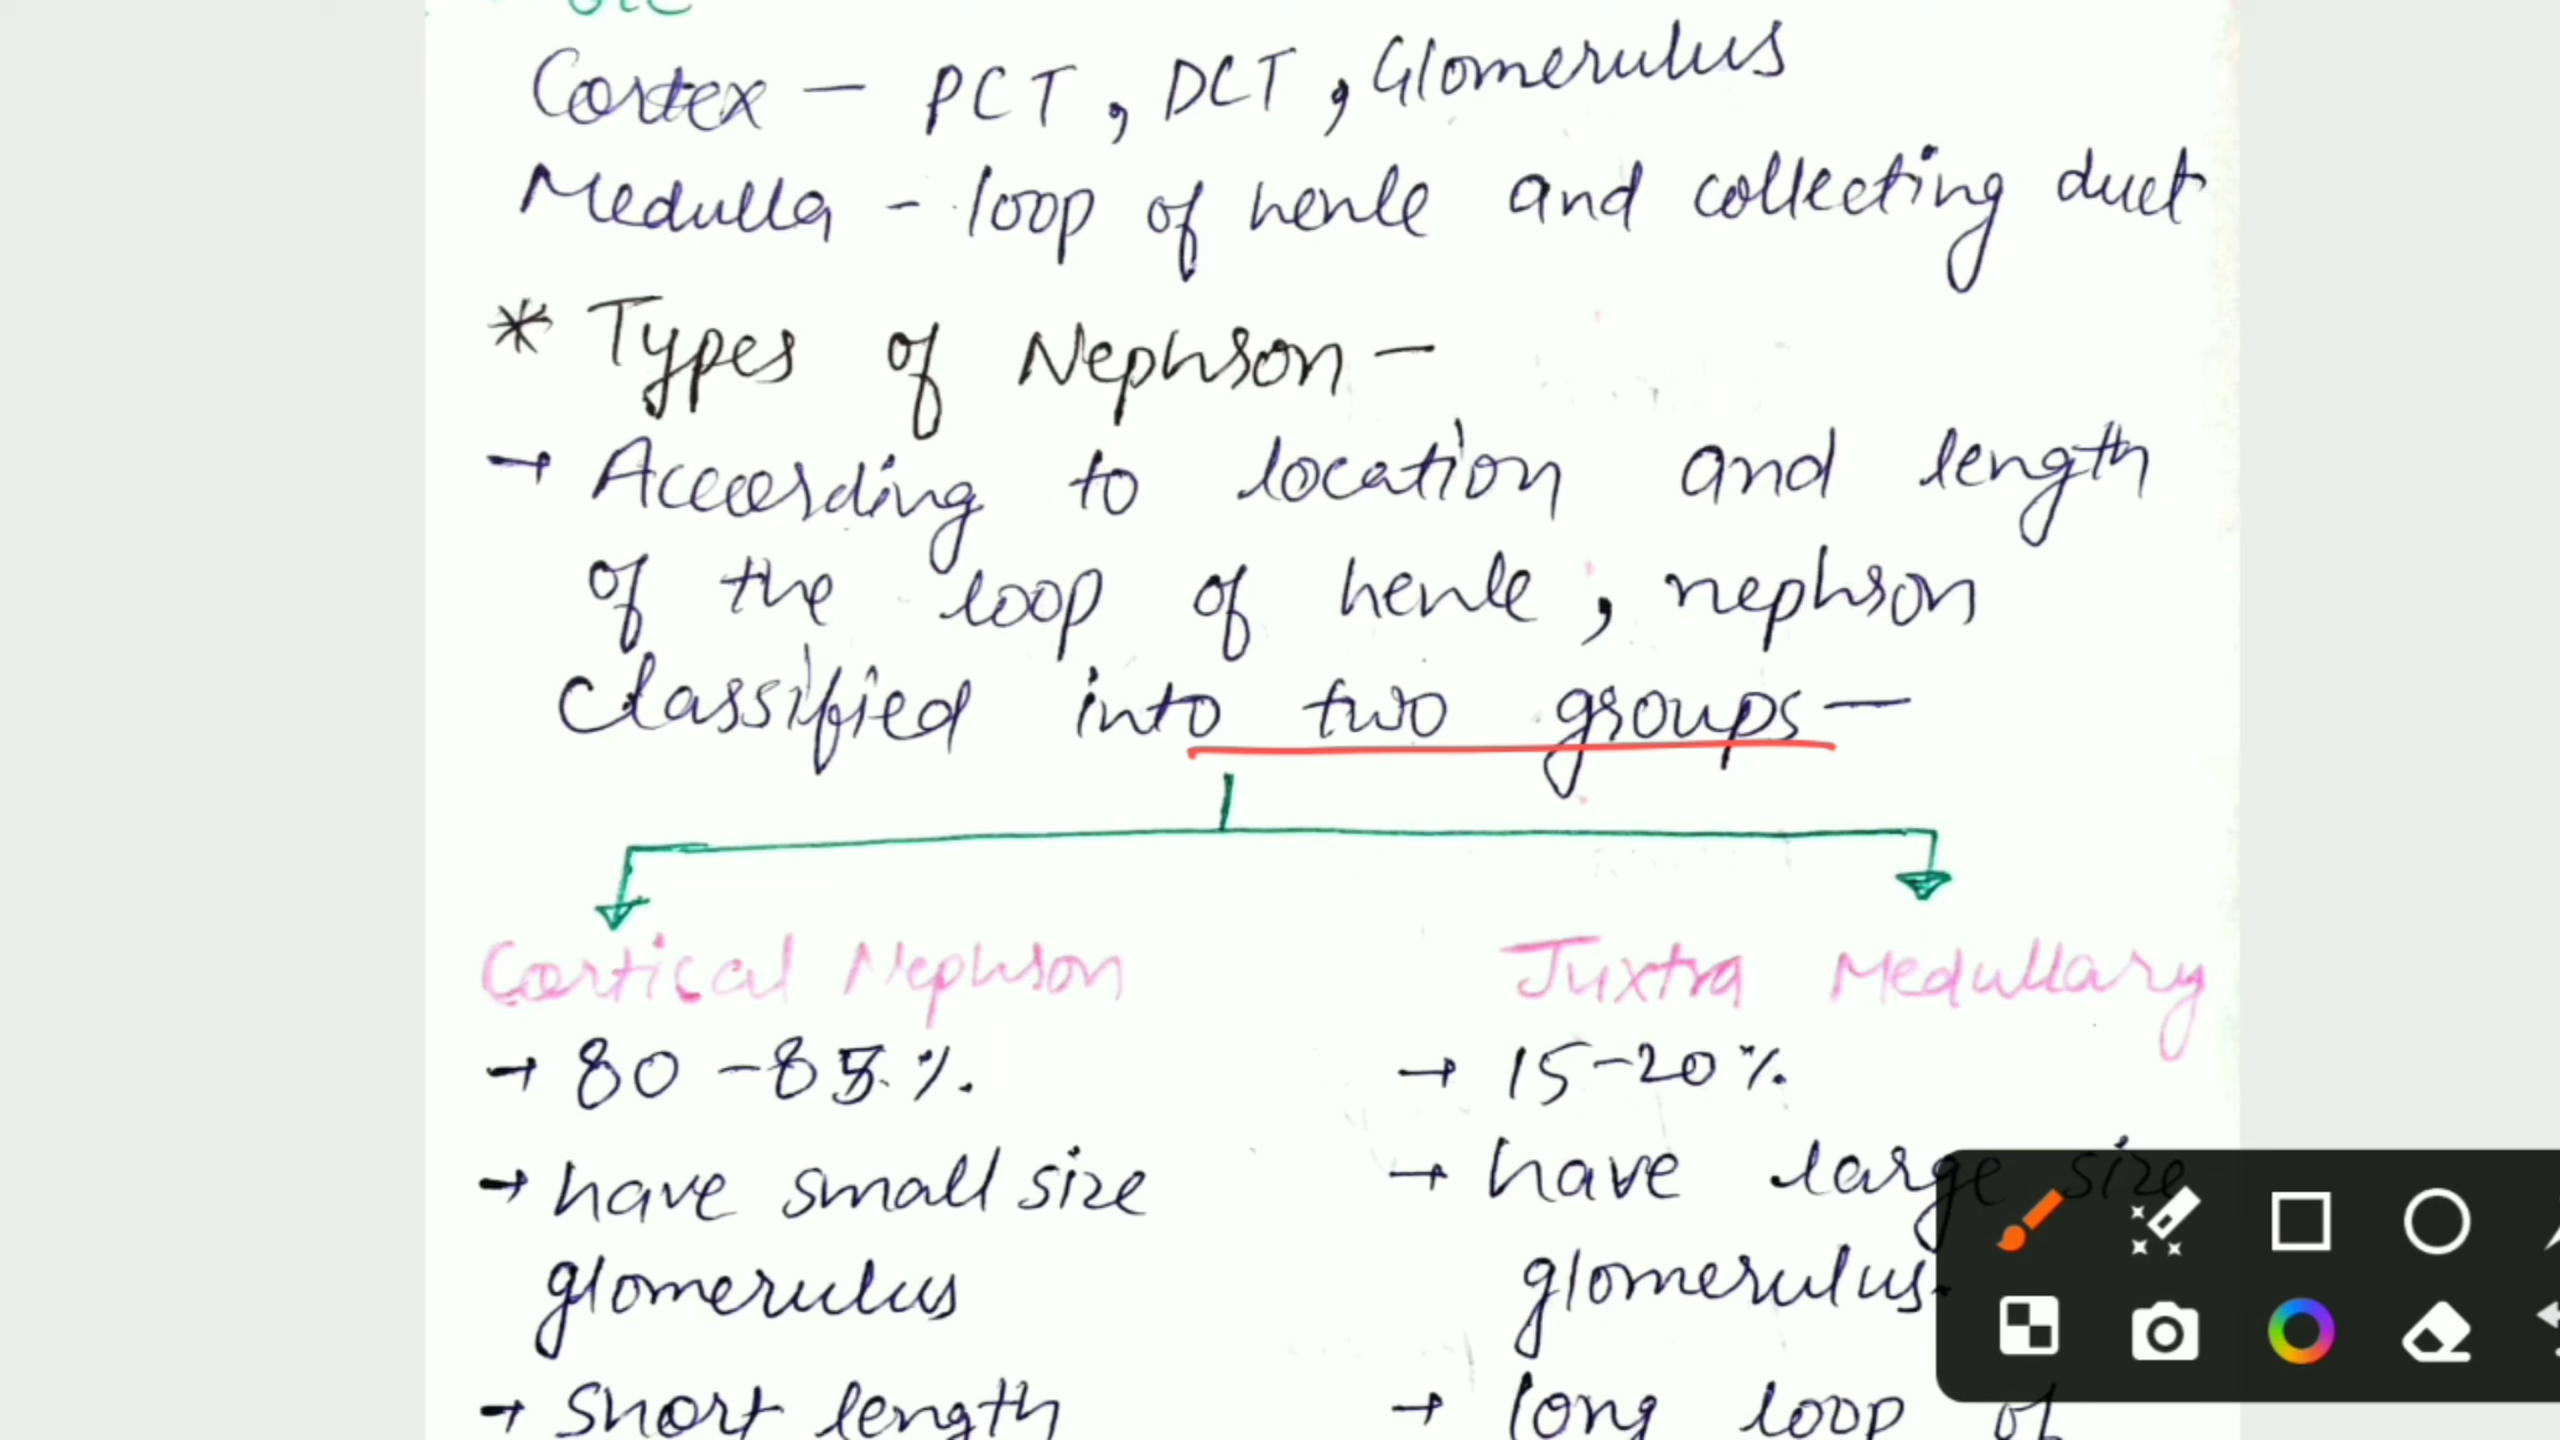 Cortex – PCT, DCT, Glomerulus
Medulla - loop of henle and collecting duct
* Types of Nephron –
→ According to location and length
of the loop of henle, nephron
classified into two groups –
Cortical Nephron
Juxtra Medullary
→ 80-85%.
→ 15-20%.
→ have small size
glomerulus
→ have large size
glomerulus.
→ Short length
→ long loop of